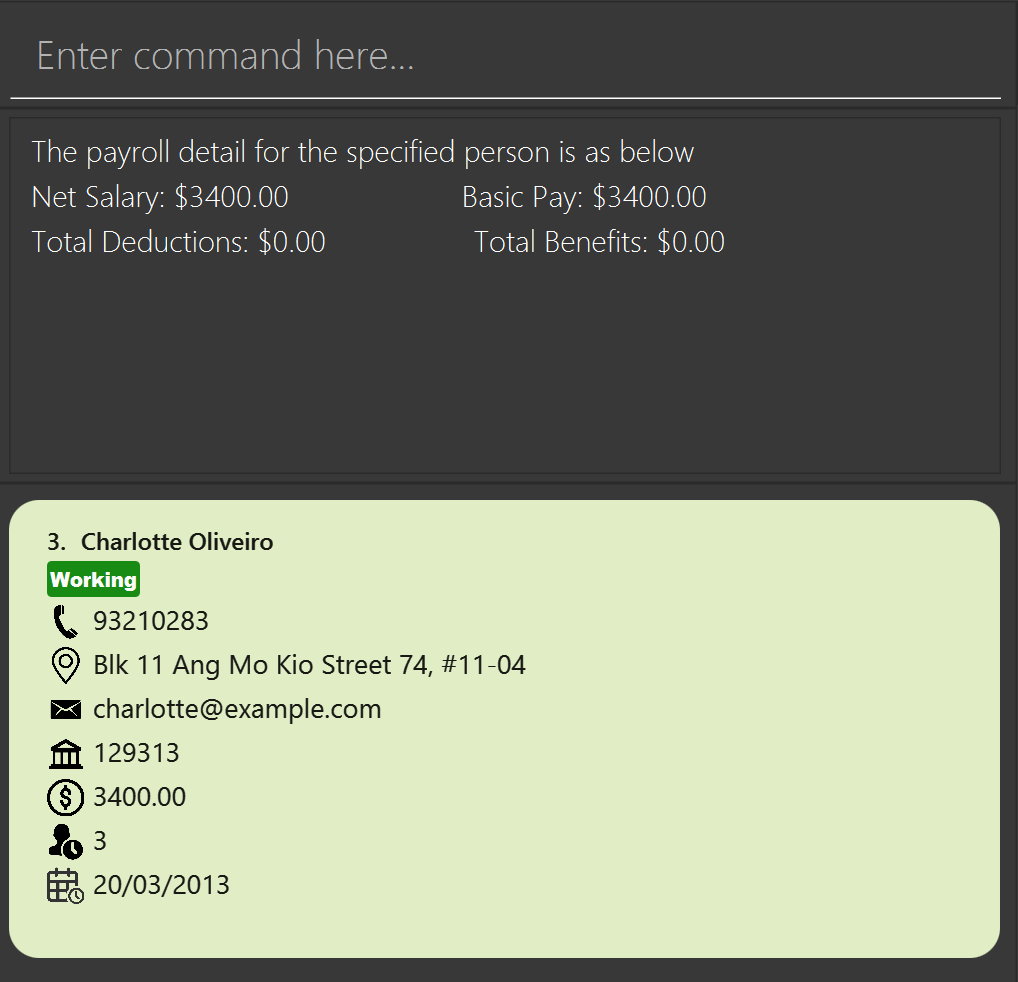 Enter command here...
The payroll detail for the specified person is as below
Net Salary: $3400.00 Basic Pay: $3400.00
Total Deductions: $0.00 Total Benefits: $0.00
3. Charlotte Oliveiro
Working
93210283
Blk 11 Ang Mo Kio Street 74, #11-04
charlotte@example.com
129313
3400.00
3
20/03/2013